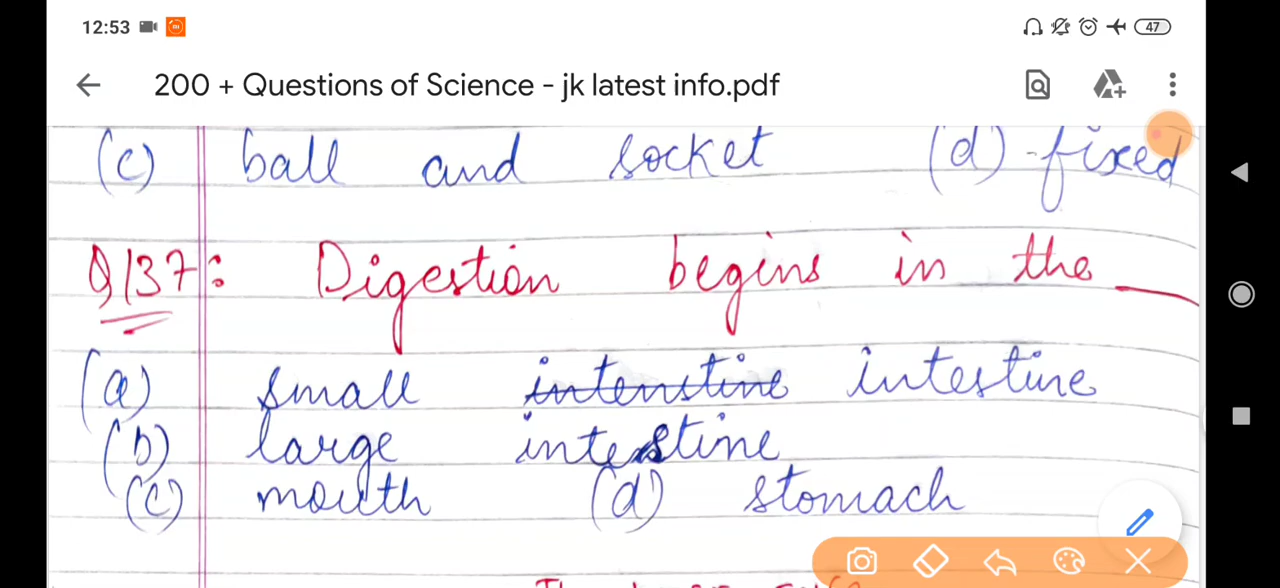 12:53 47
200 + Questions of Science - jk latest info.pdf
(c) ball and socket (d) fixed
Q137: Digestion begins in the ___
(a) small intenstine intestine
(b) large intestine
(c) mouth (d) stomach